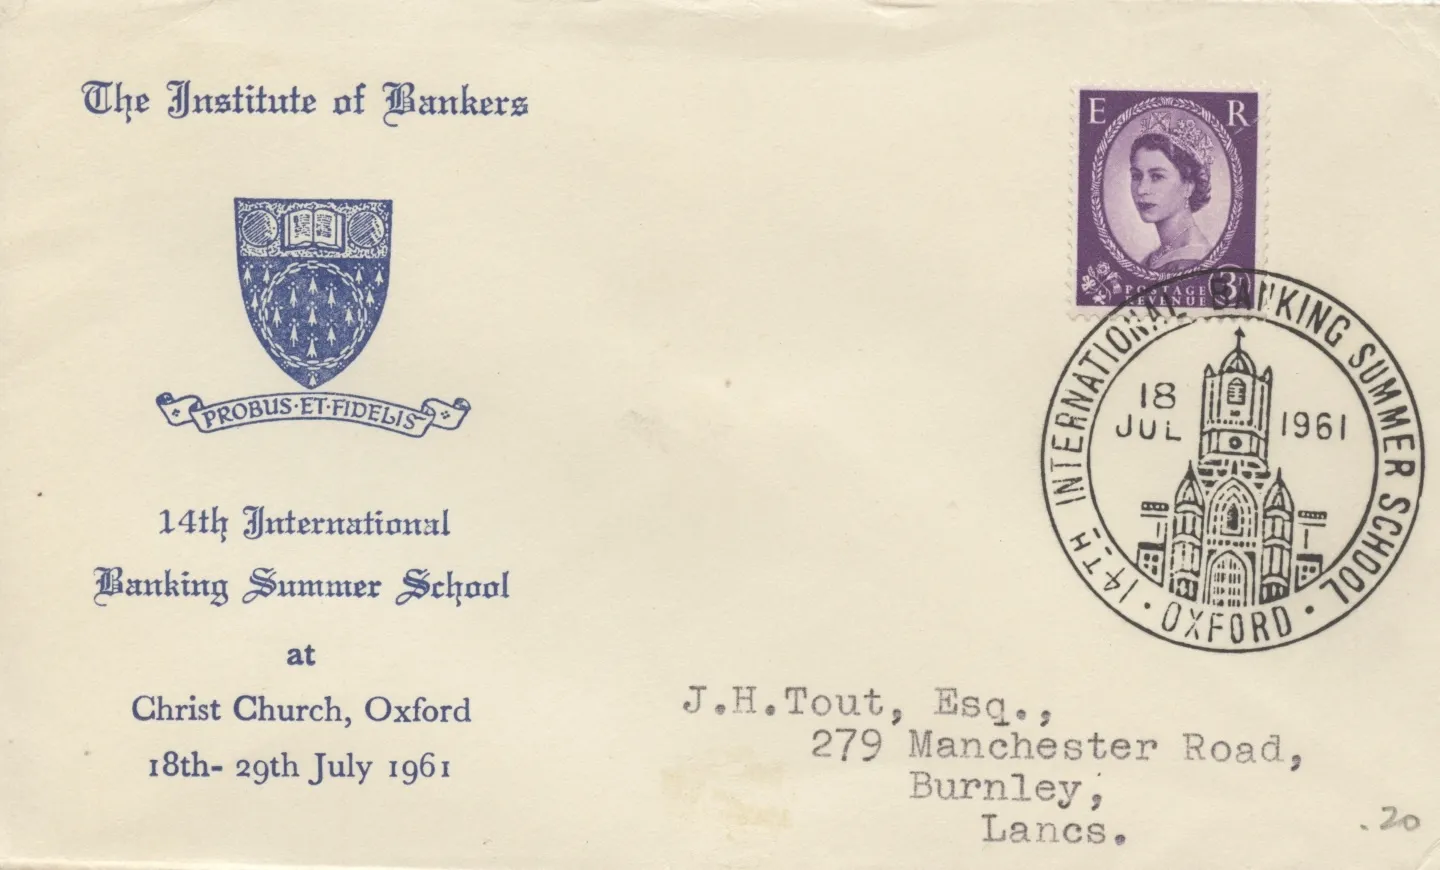 The Institute of Bankers
PROBUS·ET·FIDELIS
14th International
Banking Summer School
at
Christ Church, Oxford
18th- 29th July 1961
E R
POSTAGE
REVENUE
3D
14TH INTERNATIONAL BANKING SUMMER SCHOOL
18
JUL
1961
· OXFORD ·
J.H.Tout, Esq.,
279 Manchester Road,
Burnley,
Lancs.
.20